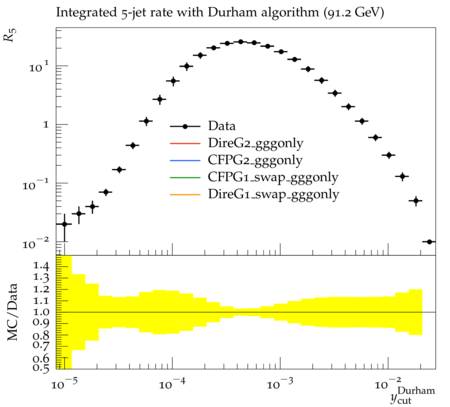 Integrated 5-jet rate with Durham algorithm (91.2 GeV)
R5
10^1
1
10^−1
10^−2
Data
DireG2_gggonly
CFPG2_gggonly
CFPG1_swap_gggonly
DireG1_swap_gggonly
MC/Data
1.4
1.3
1.2
1.1
1.0
0.9
0.8
0.7
0.6
0.5
10^−5 10^−4 10^−3 10^−2
y_cut^Durham